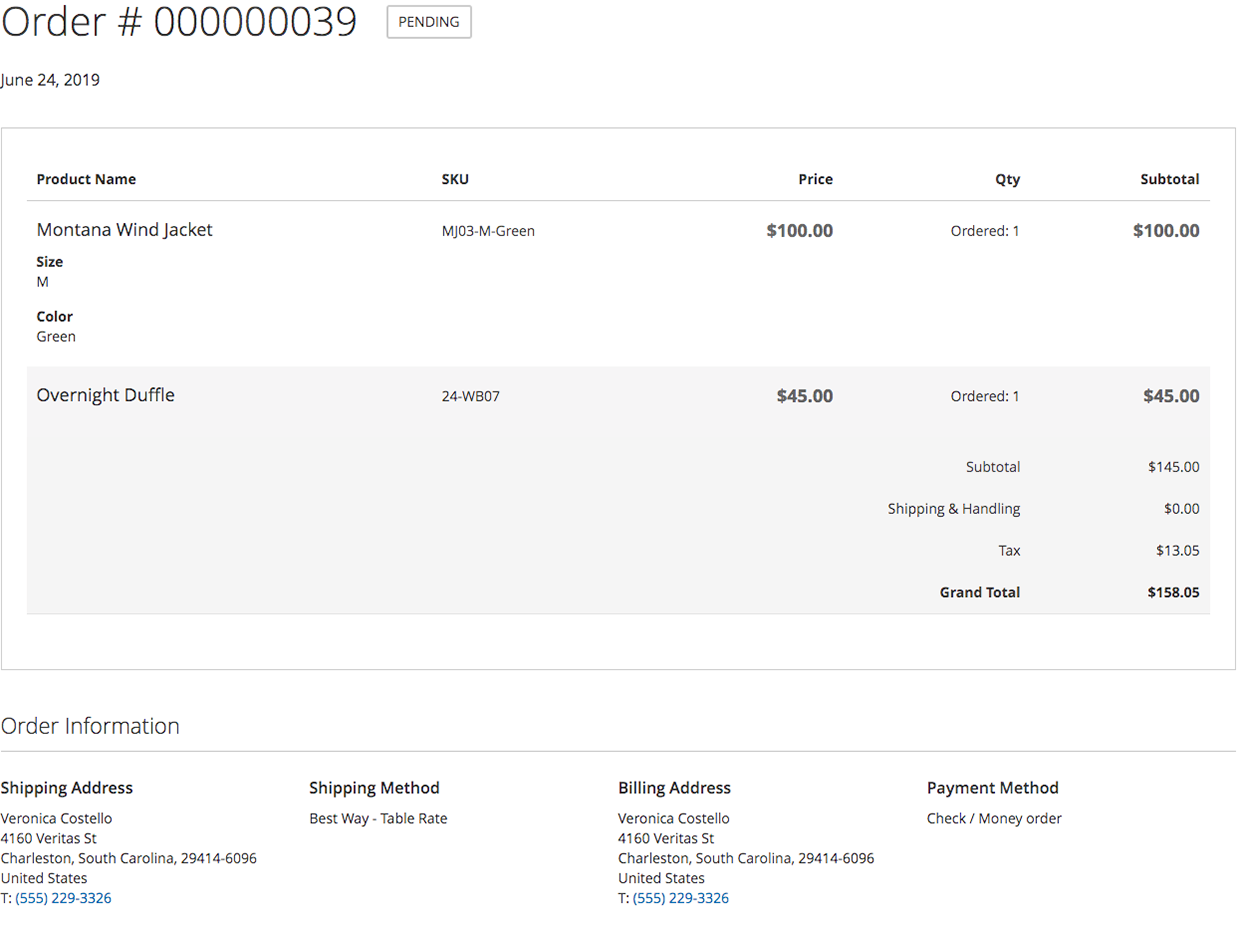 Order # 000000039 PENDING
June 24, 2019
Product Name SKU Price Qty Subtotal
Montana Wind Jacket MJ03-M-Green $100.00 Ordered: 1 $100.00
Size
M
Color
Green
Overnight Duffle 24-WB07 $45.00 Ordered: 1 $45.00
Subtotal $145.00
Shipping & Handling $0.00
Tax $13.05
Grand Total $158.05
Order Information
Shipping Address
Veronica Costello
4160 Veritas St
Charleston, South Carolina, 29414-6096
United States
T: (555) 229-3326
Shipping Method
Best Way - Table Rate
Billing Address
Veronica Costello
4160 Veritas St
Charleston, South Carolina, 29414-6096
United States
T: (555) 229-3326
Payment Method
Check / Money order